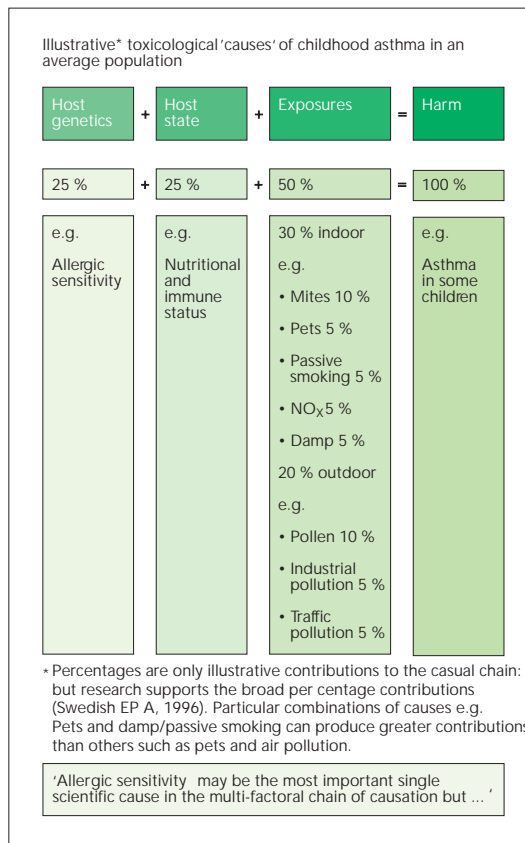 Illustrative* toxicological 'causes' of childhood asthma in an
average population
Host
genetics
+
Host
state
+
Exposures
=
Harm
25 %
+
25 %
+
50 %
=
100 %
e.g.
Allergic
sensitivity
e.g.
Nutritional
and
immune
status
30 % indoor
e.g.
• Mites 10 %
• Pets 5 %
• Passive
smoking 5 %
• NOX 5 %
• Damp 5 %
20 % outdoor
e.g.
• Pollen 10 %
• Industrial
pollution 5 %
• Traffic
pollution 5 %
e.g.
Asthma
in some
children
* Percentages are only illustrative contributions to the casual chain:
but research supports the broad per centage contributions
(Swedish EP A, 1996). Particular combinations of causes e.g.
Pets and damp/passive smoking can produce greater contributions
than others such as pets and air pollution.
'Allergic sensitivity may be the most important single
scientific cause in the multi-factoral chain of causation but ... '